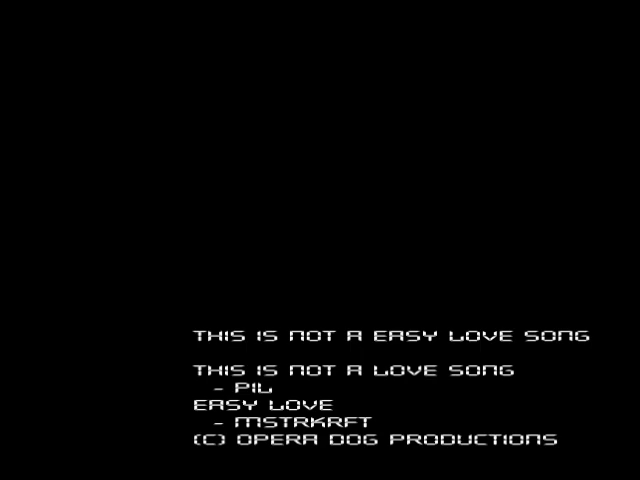 THIS IS NOT A EASY LOVE SONG
THIS IS NOT A LOVE SONG
- PIL
EASY LOVE
- MSTRKRFT
(C) OPERA DOG PRODUCTIONS